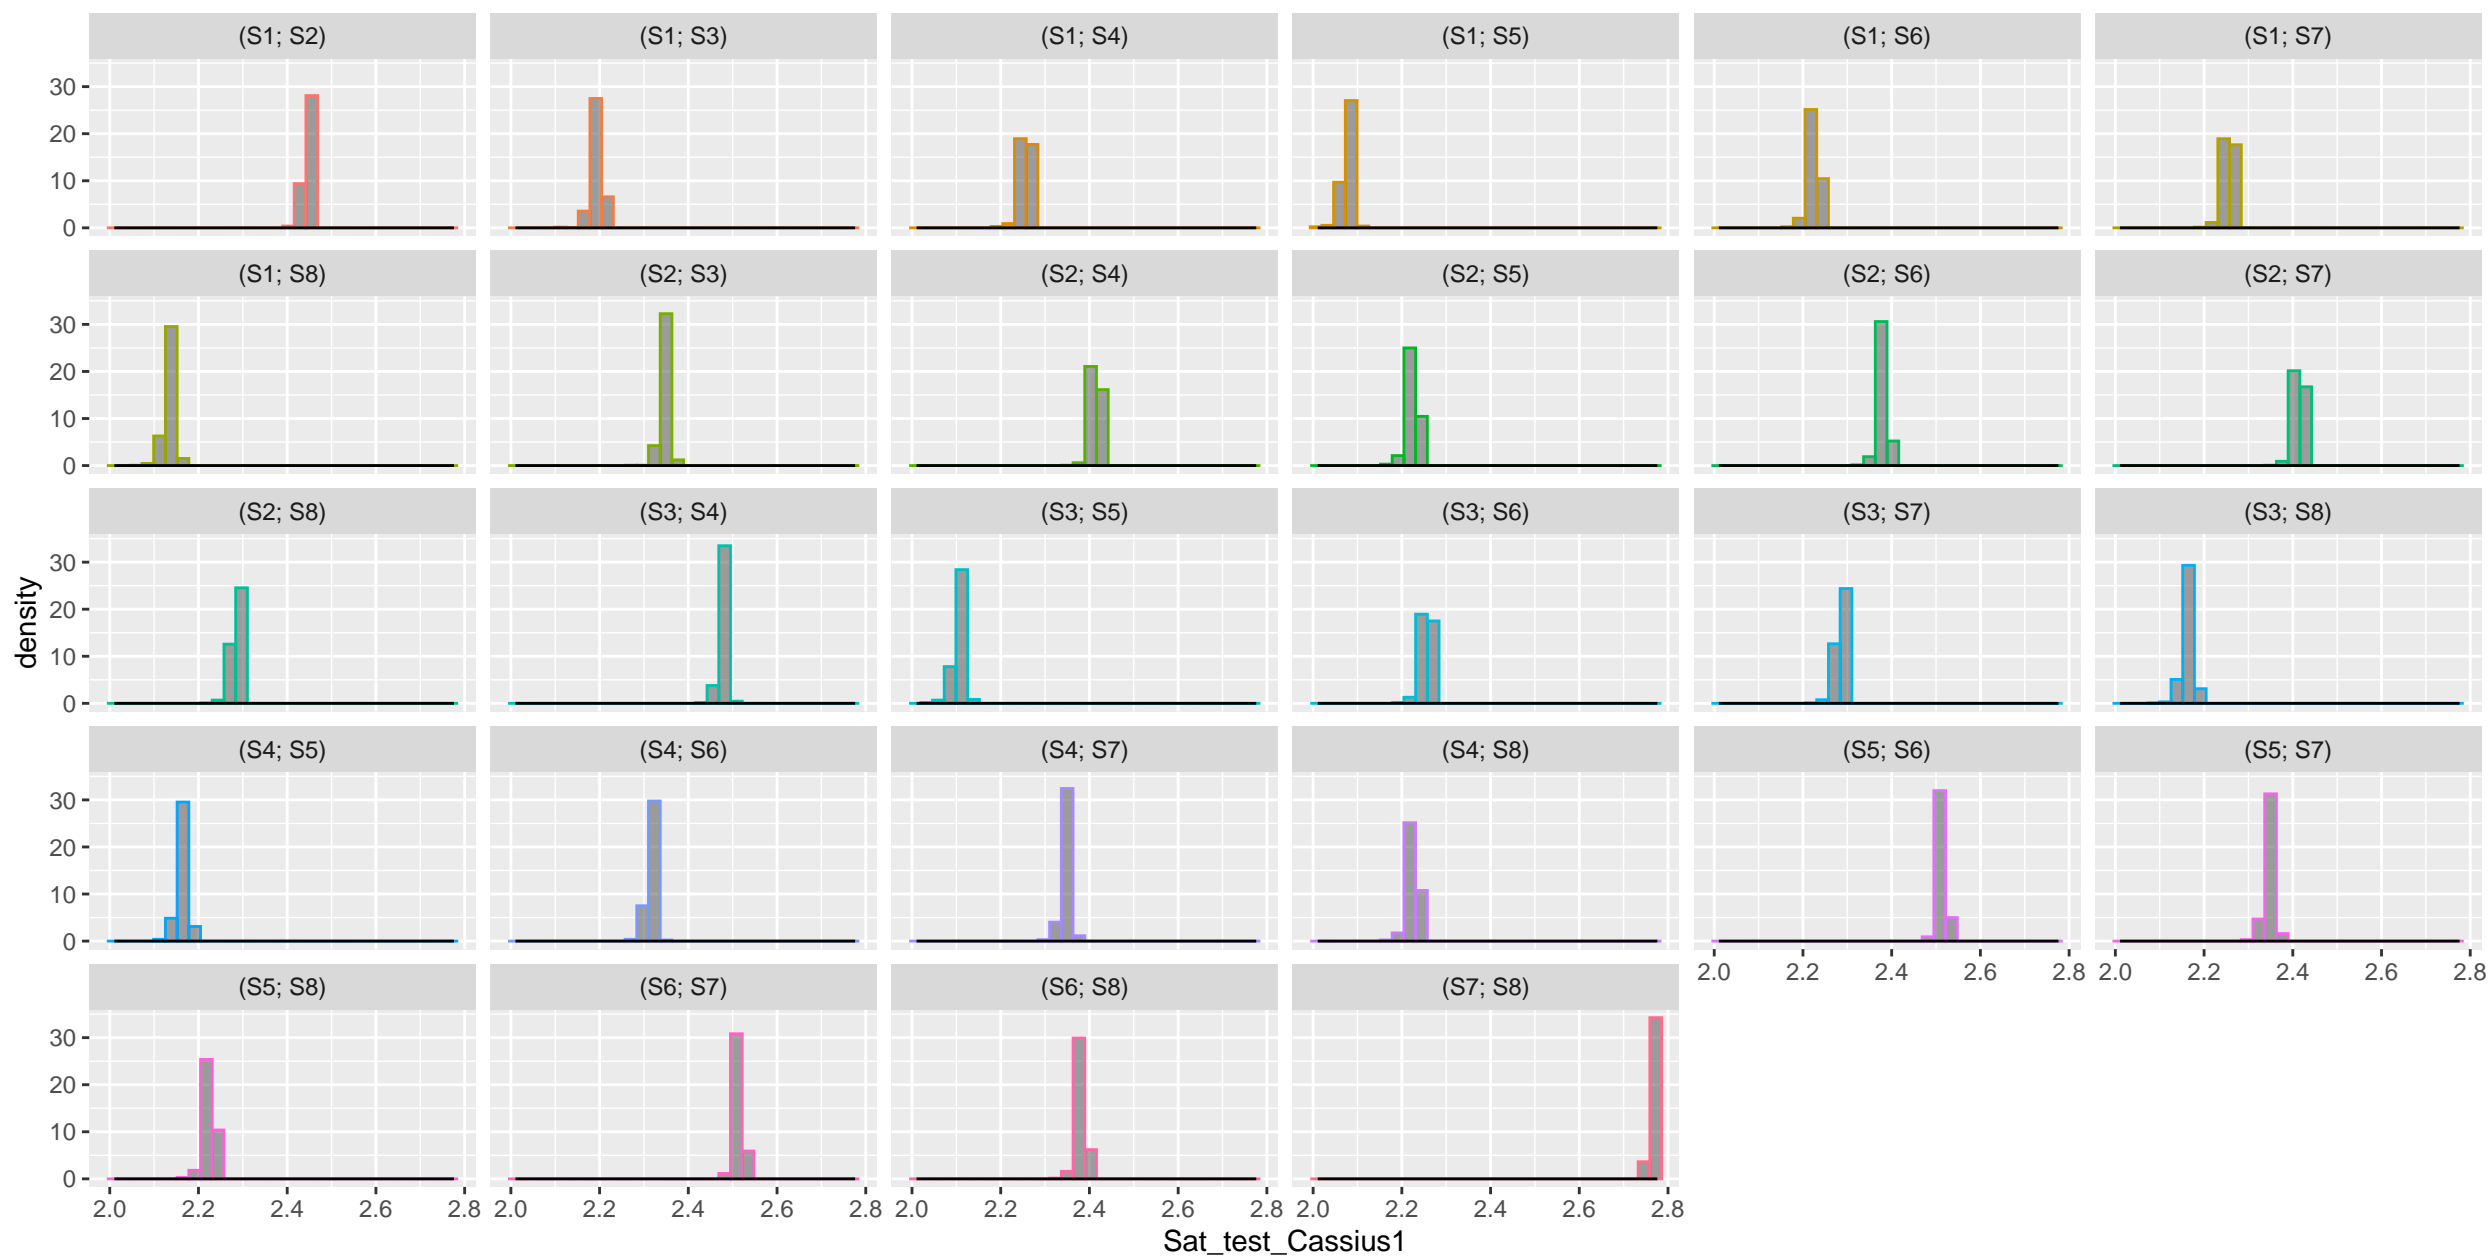 (S1; S2) (S1; S3) (S1; S4) (S1; S5) (S1; S6) (S1; S7)
30
20
10
0
(S1; S8) (S2; S3) (S2; S4) (S2; S5) (S2; S6) (S2; S7)
30
20
10
0
(S2; S8) (S3; S4) (S3; S5) (S3; S6) (S3; S7) (S3; S8)
30
20
10
0
density
(S4; S5) (S4; S6) (S4; S7) (S4; S8) (S5; S6) (S5; S7)
30
20
10
0
2.0 2.2 2.4 2.6 2.8 2.0 2.2 2.4 2.6 2.8
(S5; S8) (S6; S7) (S6; S8) (S7; S8)
30
20
10
0
2.0 2.2 2.4 2.6 2.8 2.0 2.2 2.4 2.6 2.8 2.0 2.2 2.4 2.6 2.8 2.0 2.2 2.4 2.6 2.8
Sat_test_Cassius1